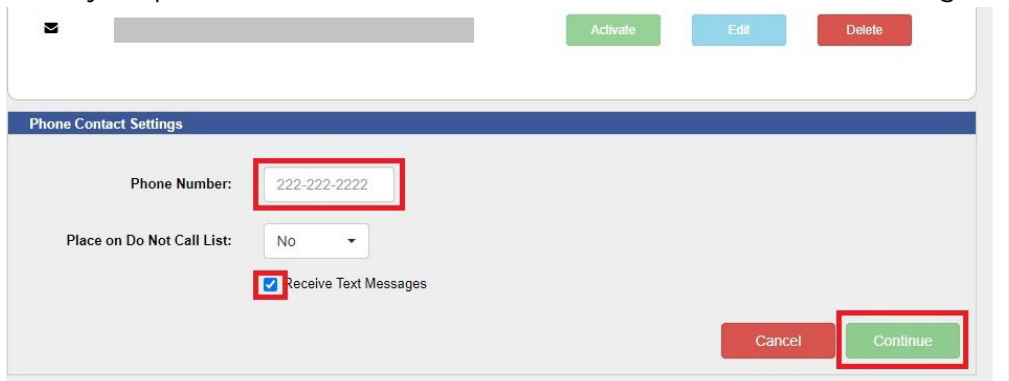 Activate Edit Delete
Phone Contact Settings
Phone Number: 222-222-2222
Place on Do Not Call List: No
Receive Text Messages
Cancel Continue